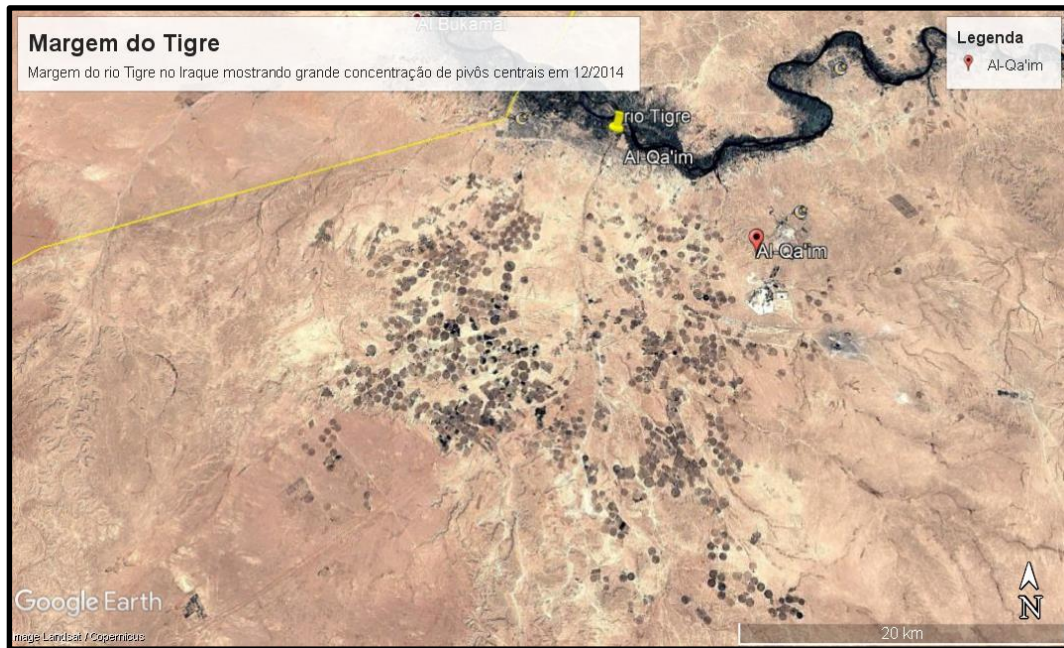 Al Bukamal
Margem do Tigre
Margem do rio Tigre no Iraque mostrando grande concentração de pivôs centrais em 12/2014
Legenda
Al-Qa'im
rio Tigre
Al-Qa'im
Al-Qa'im
Google Earth
N
mage Landsat / Copernicus
20 km